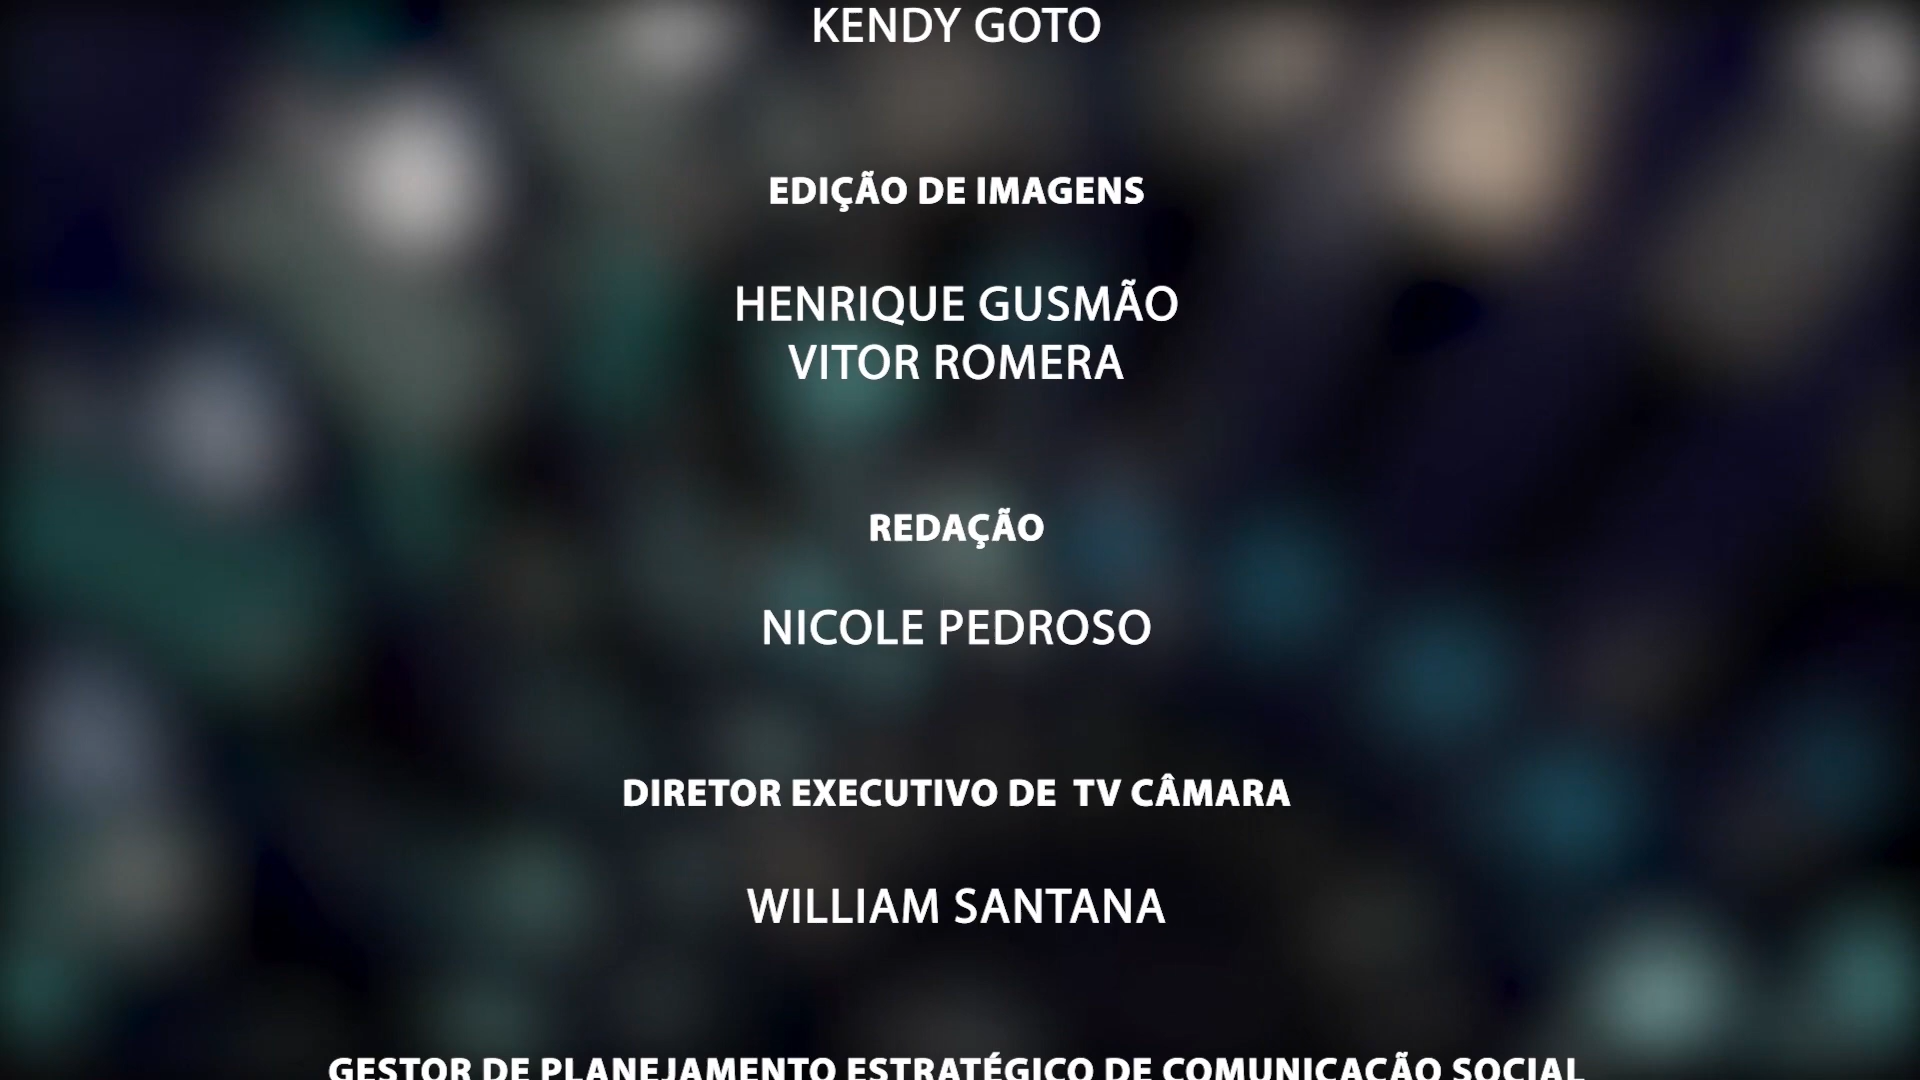 KENDY GOTO
EDIÇÃO DE IMAGENS
HENRIQUE GUSMÃO
VITOR ROMERA
REDAÇÃO
NICOLE PEDROSO
DIRETOR EXECUTIVO DE TV CÂMARA
WILLIAM SANTANA
GESTOR DE PLANEJAMENTO ESTRATÉGICO DE COMUNICAÇÃO SOCIAL